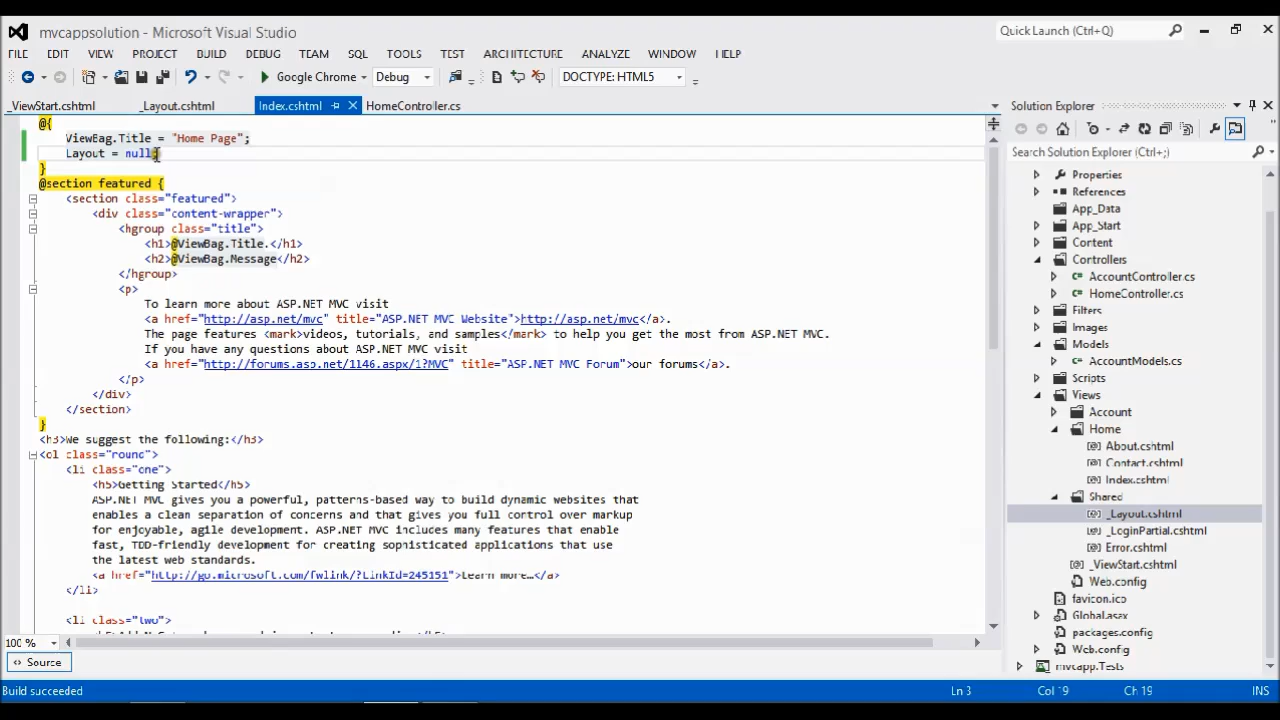 mvcappsolution - Microsoft Visual Studio
Quick Launch (Ctrl+Q)
FILE EDIT VIEW PROJECT BUILD DEBUG TEAM SQL TOOLS TEST ARCHITECTURE ANALYZE WINDOW HELP
Google Chrome Debug DOCTYPE: HTML5
_ViewStart.cshtml _Layout.cshtml Index.cshtml HomeController.cs
@{
ViewBag.Title = "Home Page";
Layout = null;
}
@section featured {
<section class="featured">
<div class="content-wrapper">
<hgroup class="title">
<h1>@ViewBag.Title.</h1>
<h2>@ViewBag.Message</h2>
</hgroup>
<p>
To learn more about ASP.NET MVC visit
<a href="http://asp.net/mvc" title="ASP.NET MVC Website">http://asp.net/mvc</a>.
The page features <mark>videos, tutorials, and samples</mark> to help you get the most from ASP.NET MVC.
If you have any questions about ASP.NET MVC visit
<a href="http://forums.asp.net/1146.aspx/1?MVC" title="ASP.NET MVC Forum">our forums</a>.
</p>
</div>
</section>
}
<h3>We suggest the following:</h3>
<ol class="round">
<li class="one">
<h5>Getting Started</h5>
ASP.NET MVC gives you a powerful, patterns-based way to build dynamic websites that
enables a clean separation of concerns and that gives you full control over markup
for enjoyable, agile development. ASP.NET MVC includes many features that enable
fast, TDD-friendly development for creating sophisticated applications that use
the latest web standards.
<a href="http://go.microsoft.com/fwlink/?LinkId=245151">Learn more…</a>
</li>
<li class="two">
100 %
Source
Solution Explorer
Search Solution Explorer (Ctrl+;)
Properties
References
App_Data
App_Start
Content
Controllers
AccountController.cs
HomeController.cs
Filters
Images
Models
AccountModels.cs
Scripts
Views
Account
Home
About.cshtml
Contact.cshtml
Index.cshtml
Shared
_Layout.cshtml
_LoginPartial.cshtml
Error.cshtml
_ViewStart.cshtml
Web.config
favicon.ico
Global.asax
packages.config
Web.config
mvcapp.Tests
Build succeeded Ln 3 Col 19 Ch 19 INS